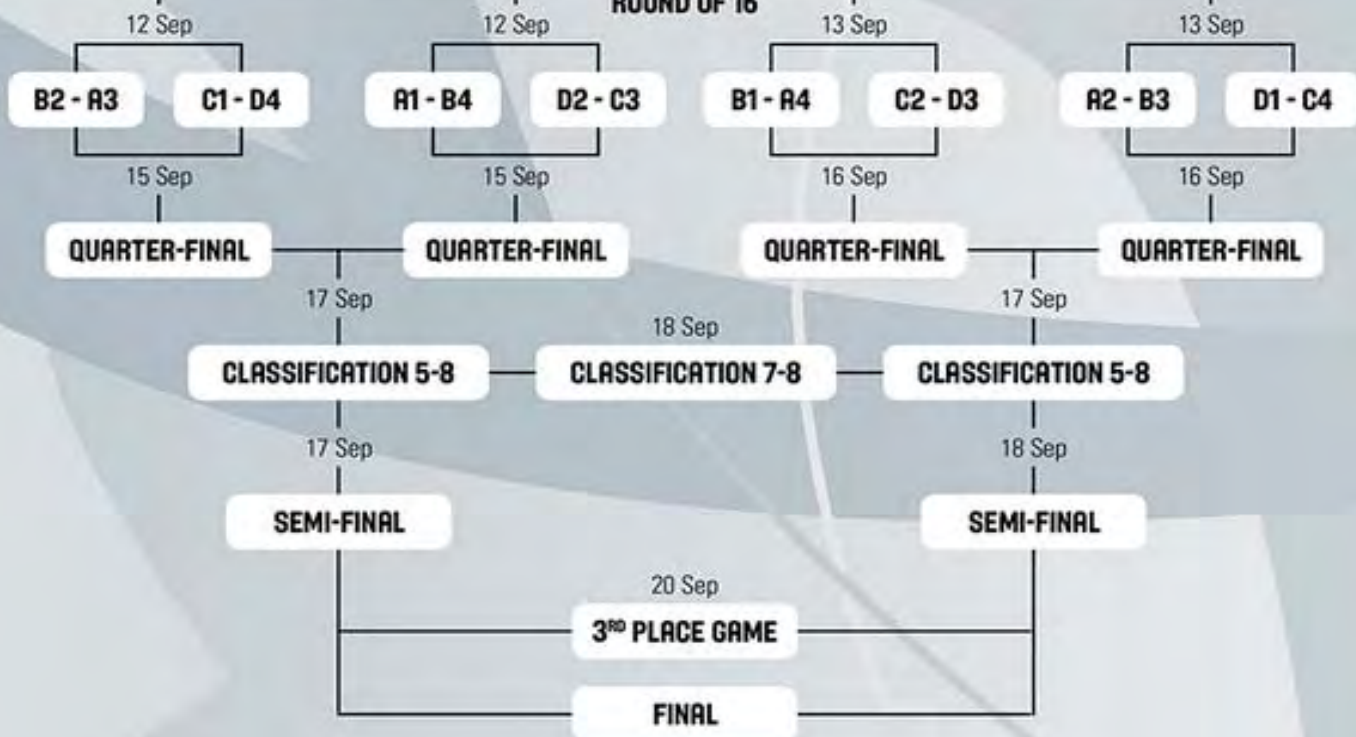 ROUND OF 16
12 Sep 12 Sep 13 Sep 13 Sep
B2 - A3 C1 - D4 A1 - B4 D2 - C3 B1 - A4 C2 - D3 A2 - B3 D1 - C4
15 Sep 15 Sep 16 Sep 16 Sep
QUARTER-FINAL QUARTER-FINAL QUARTER-FINAL QUARTER-FINAL
17 Sep 17 Sep
18 Sep
CLASSIFICATION 5-8 CLASSIFICATION 7-8 CLASSIFICATION 5-8
17 Sep 18 Sep
SEMI-FINAL SEMI-FINAL
20 Sep
3RD PLACE GAME
FINAL